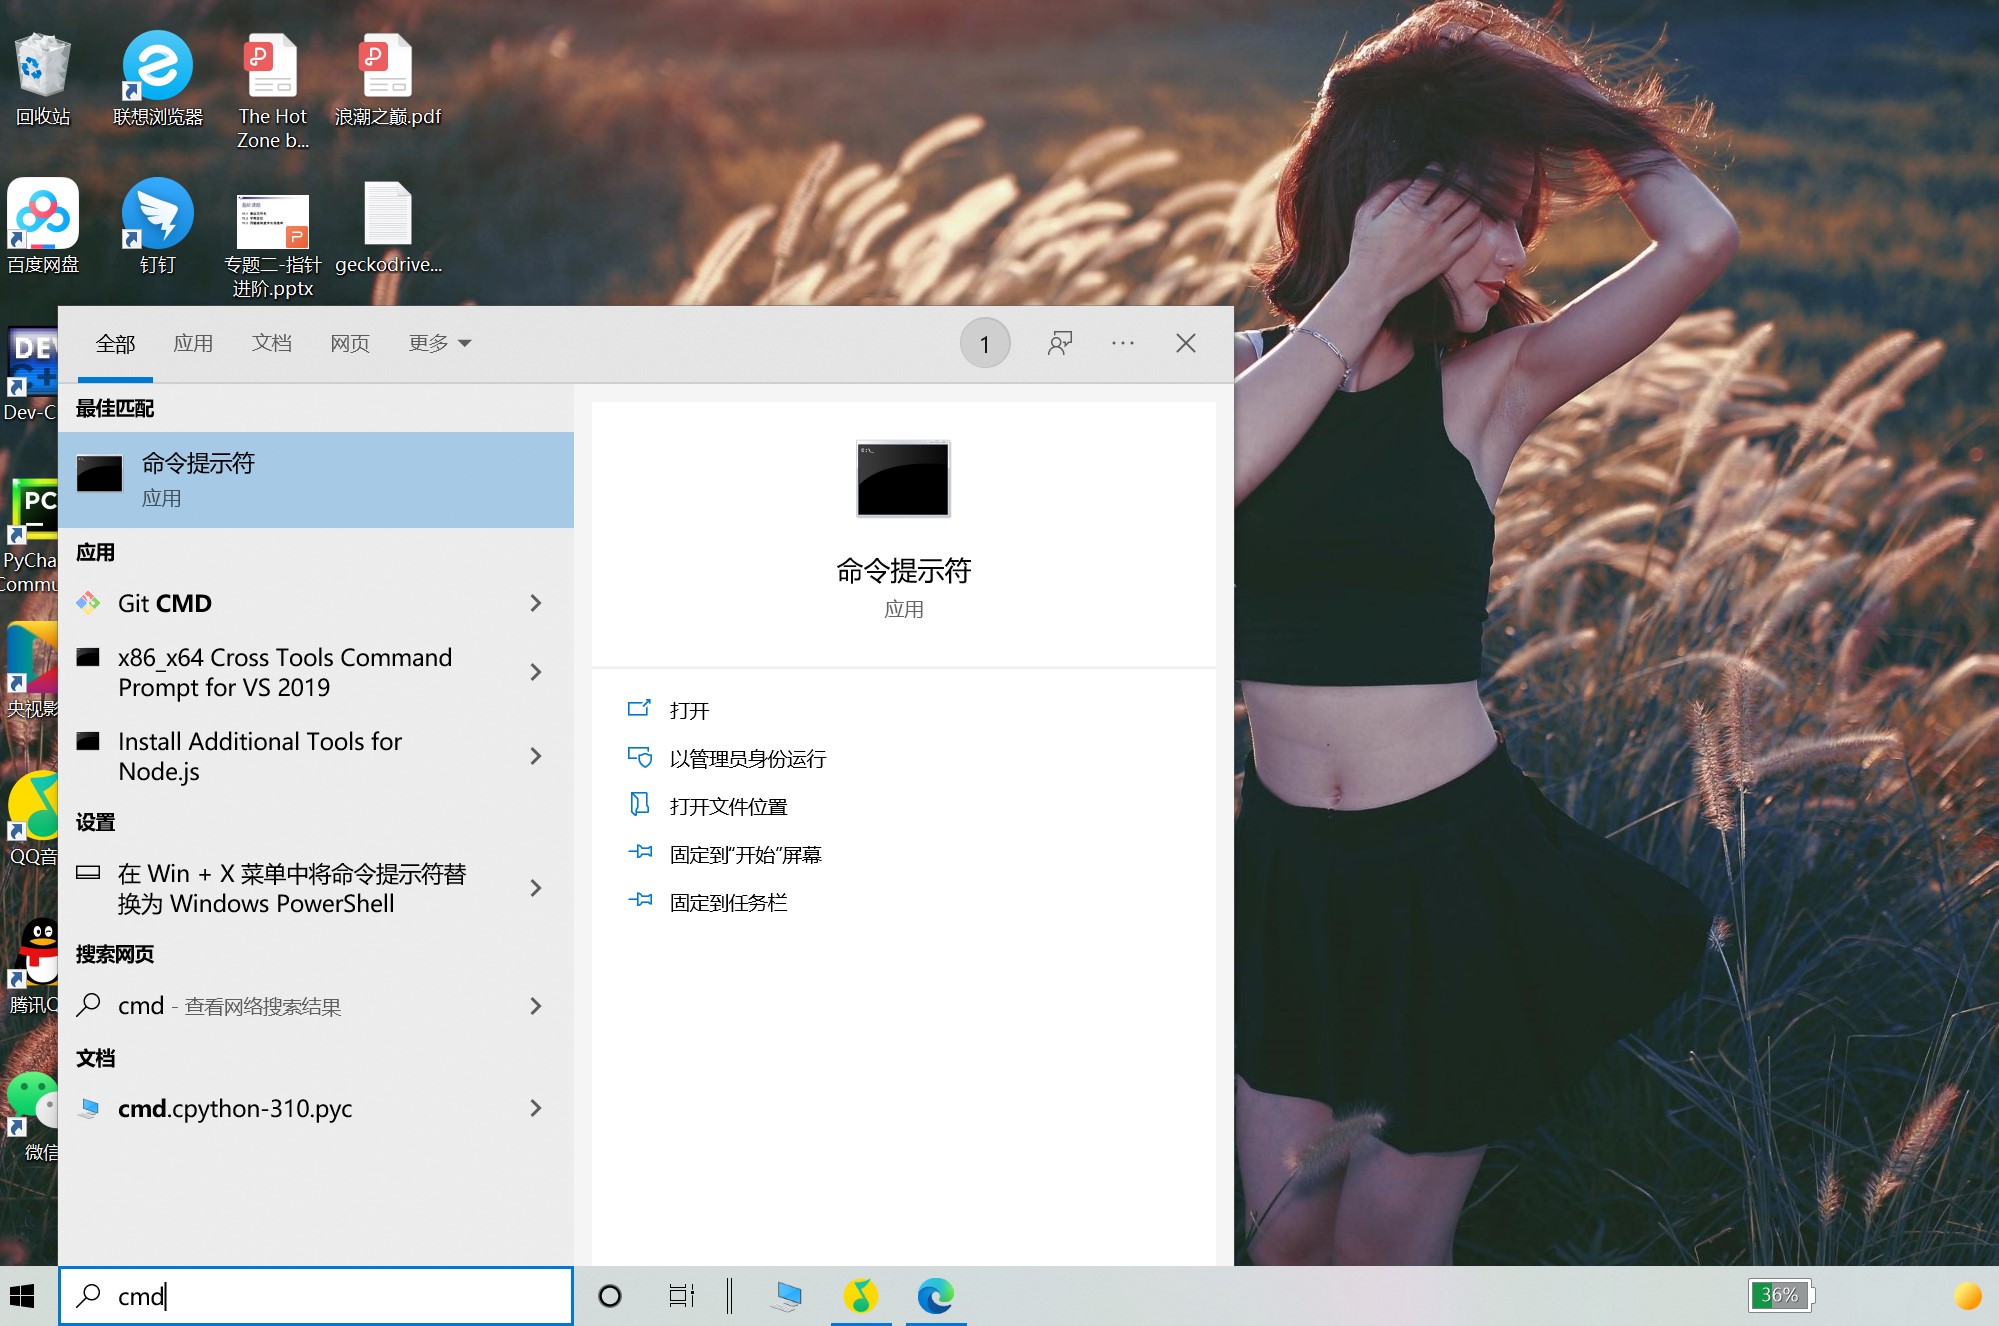 回收站
联想浏览器
The Hot
Zone b...
浪潮之巅.pdf
百度网盘
钉钉
专题二-指针
进阶.pptx
geckodrive...
DEV
C++
Dev-C
PC
PyCha
Commu
央视影
QQ音
腾讯Q
微信
全部
应用
文档
网页
更多
1
最佳匹配
命令提示符
应用
应用
Git CMD
x86_x64 Cross Tools Command
Prompt for VS 2019
Install Additional Tools for
Node.js
设置
在 Win + X 菜单中将命令提示符替
换为 Windows PowerShell
搜索网页
cmd - 查看网络搜索结果
文档
cmd.cpython-310.pyc
命令提示符
应用
打开
以管理员身份运行
打开文件位置
固定到“开始”屏幕
固定到任务栏
cmd
36%